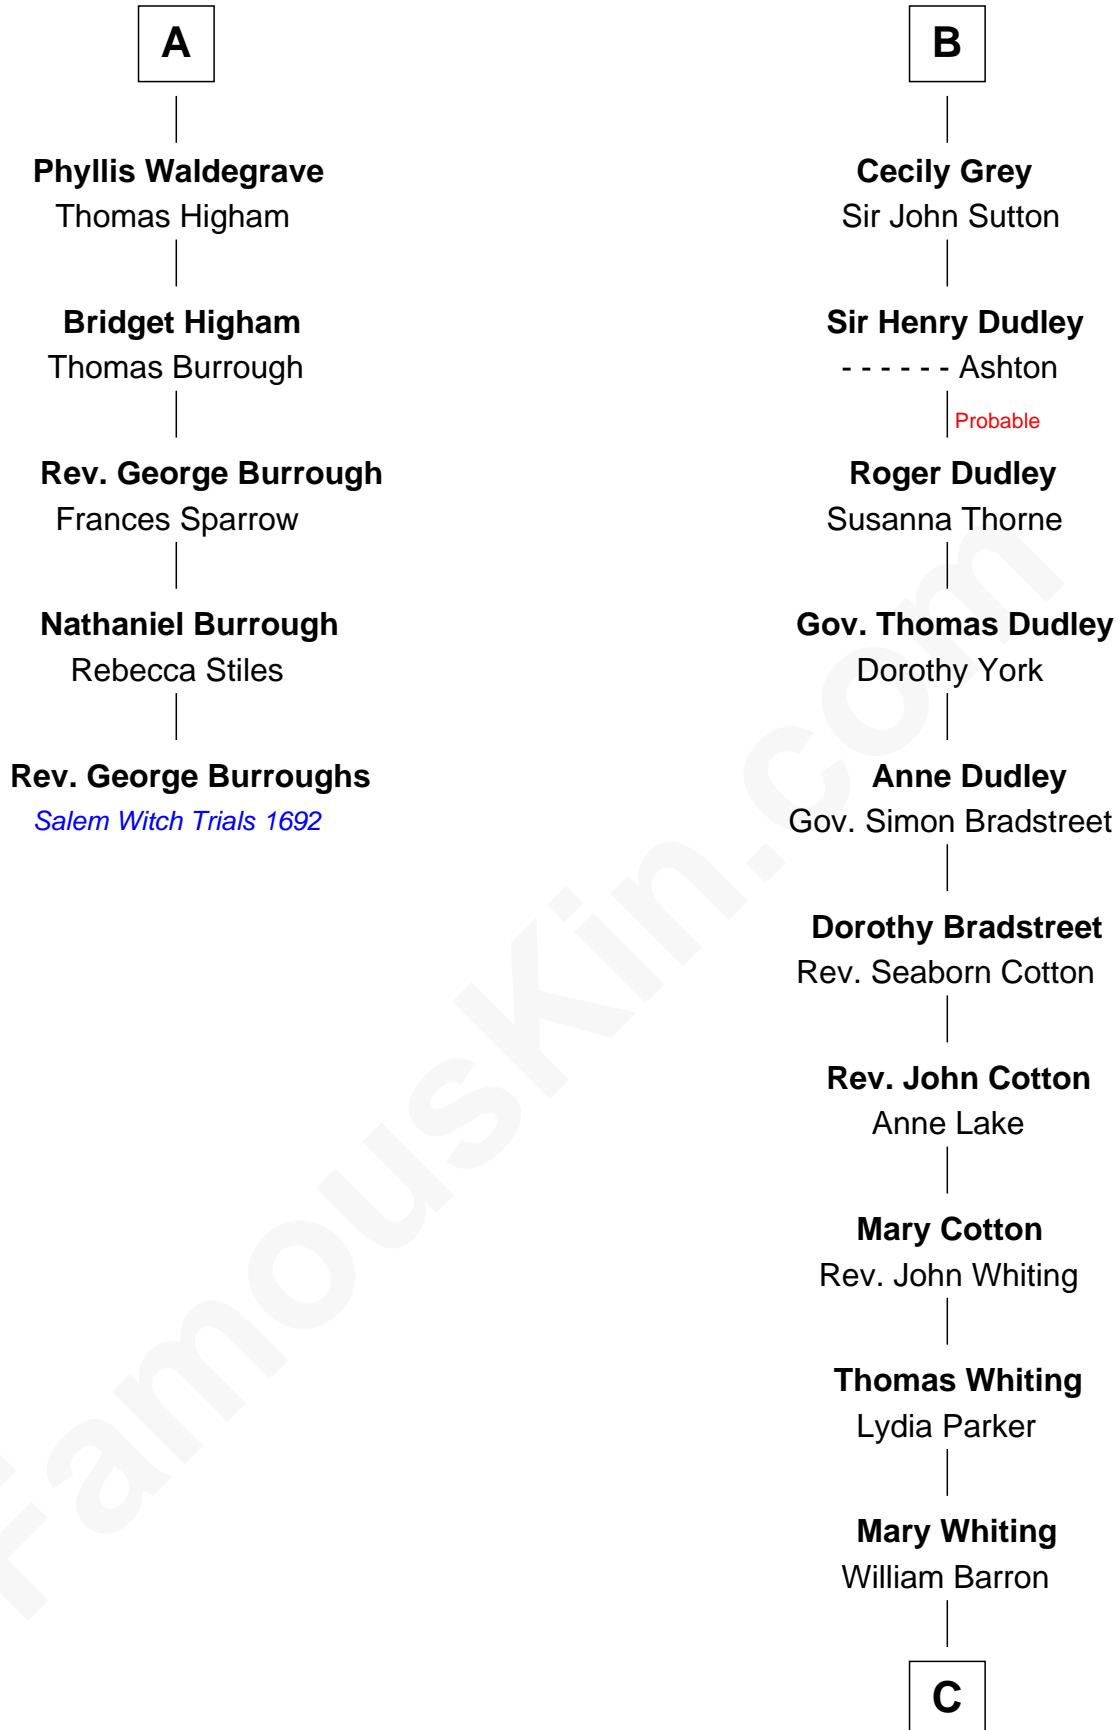 A
Phyllis Waldegrave
Thomas Higham
Bridget Higham
Thomas Burrough
Rev. George Burrough
Frances Sparrow
Nathaniel Burrough
Rebecca Stiles
Rev. George Burroughs
Salem Witch Trials 1692
B
Cecily Grey
Sir John Sutton
Sir Henry Dudley
- - - - - - Ashton
Probable
Roger Dudley
Susanna Thorne
Gov. Thomas Dudley
Dorothy York
Anne Dudley
Gov. Simon Bradstreet
Dorothy Bradstreet
Rev. Seaborn Cotton
Rev. John Cotton
Anne Lake
Mary Cotton
Rev. John Whiting
Thomas Whiting
Lydia Parker
Mary Whiting
William Barron
C
FamousKin.com